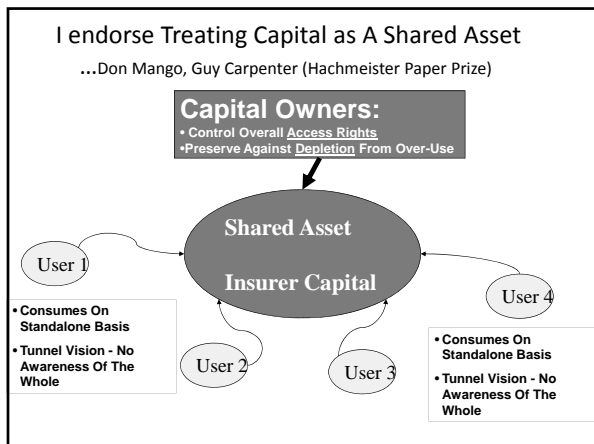 I endorse Treating Capital as A Shared Asset
...Don Mango, Guy Carpenter (Hachmeister Paper Prize)
Capital Owners:
• Control Overall Access Rights
•Preserve Against Depletion From Over-Use
Shared Asset
Insurer Capital
User 1
User 2
User 3
User 4
• Consumes On
Standalone Basis
• Tunnel Vision - No
Awareness Of The
Whole
• Consumes On
Standalone Basis
• Tunnel Vision - No
Awareness Of The
Whole